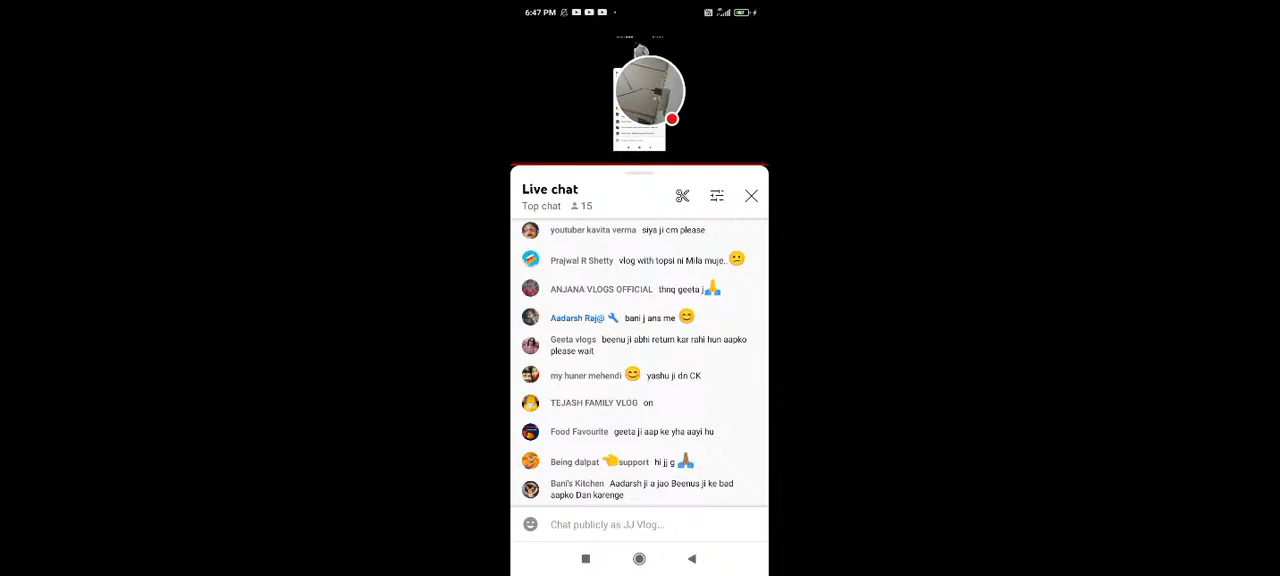 6:47 PM
Live chat
Top chat 15
youtuber kavita verma siya ji cm please
Prajwal R Shetty vlog with topsi ni Mila muje..😕
ANJANA VLOGS OFFICIAL thnq geeta j🙏
Aadarsh Raj@ 🔧 bani j ans me 😊
Geeta vlogs beenu ji abhi return kar rahi hun aapko
please wait
my huner mehendi 😊 yashu ji dn CK
TEJASH FAMILY VLOG on
Food Favourite geeta ji aap ke yha aayi hu
Being dalpat 👈support hi jj g 🙏🏽
Bani's Kitchen Aadarsh ji a jao Beenus ji ke bad
aapko Dan karenge
Chat publicly as JJ Vlog...